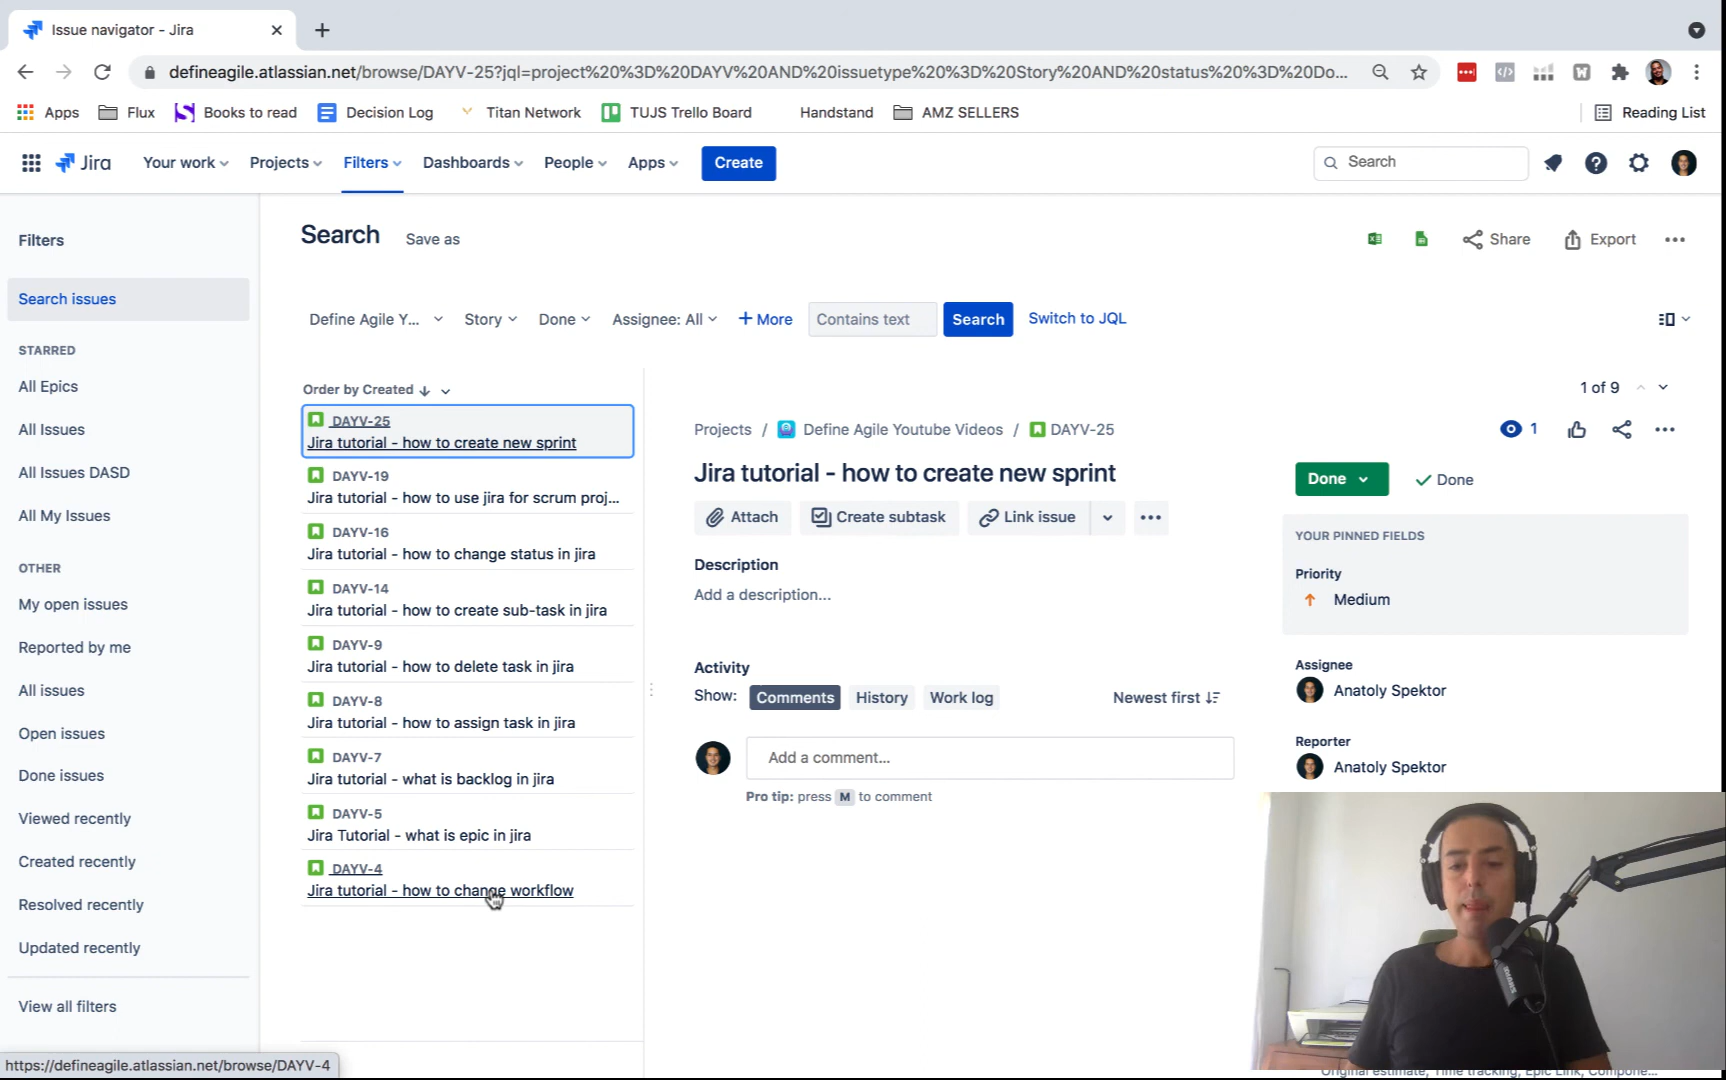 Issue navigator - Jira
defineagile.atlassian.net/browse/DAYV-25?jql=project%20%3D%20DAYV%20AND%20issuetype%20%3D%20Story%20AND%20status%20%3D%20Do...
Apps Flux Books to read Decision Log Titan Network TUJS Trello Board Handstand AMZ SELLERS Reading List
Jira Your work Projects Filters Dashboards People Apps Create Search
Filters
Search issues
STARRED
All Epics
All Issues
All Issues DASD
All My Issues
OTHER
My open issues
Reported by me
All issues
Open issues
Done issues
Viewed recently
Created recently
Resolved recently
Updated recently
View all filters
Search Save as
Share Export
Define Agile Y... Story Done Assignee: All + More Contains text Search Switch to JQL
Order by Created
DAYV-25
Jira tutorial - how to create new sprint
DAYV-19
Jira tutorial - how to use jira for scrum proj...
DAYV-16
Jira tutorial - how to change status in jira
DAYV-14
Jira tutorial - how to create sub-task in jira
DAYV-9
Jira tutorial - how to delete task in jira
DAYV-8
Jira tutorial - how to assign task in jira
DAYV-7
Jira tutorial - what is backlog in jira
DAYV-5
Jira Tutorial - what is epic in jira
DAYV-4
Jira tutorial - how to change workflow
1 of 9
Projects / Define Agile Youtube Videos / DAYV-25
1
Jira tutorial - how to create new sprint
Attach Create subtask Link issue
Description
Add a description...
Activity
Show: Comments History Work log Newest first
Add a comment...
Pro tip: press M to comment
Done Done
YOUR PINNED FIELDS
Priority
Medium
Assignee
Anatoly Spektor
Reporter
Anatoly Spektor
Original estimate, Time tracking, Epic Link, Compone...
https://defineagile.atlassian.net/browse/DAYV-4